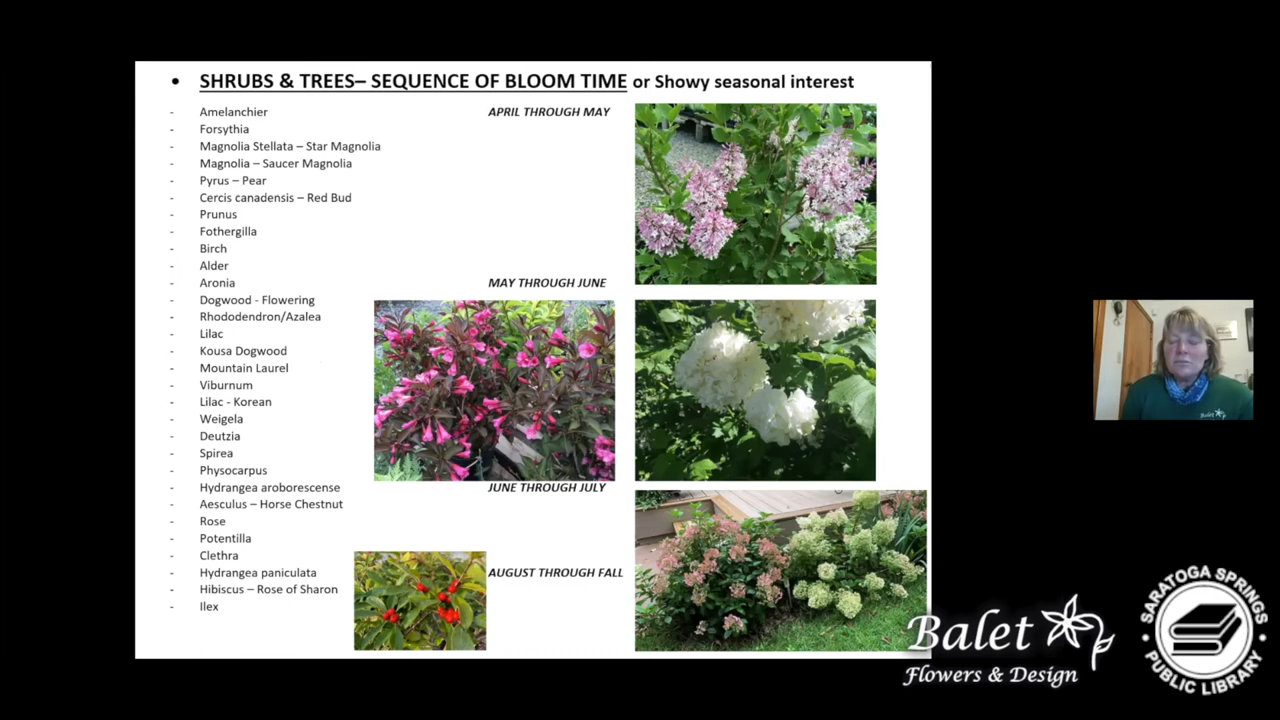 • SHRUBS & TREES– SEQUENCE OF BLOOM TIME or Showy seasonal interest
- Amelanchier APRIL THROUGH MAY
- Forsythia
- Magnolia Stellata – Star Magnolia
- Magnolia – Saucer Magnolia
- Pyrus – Pear
- Cercis canadensis – Red Bud
- Prunus
- Fothergilla
- Birch
- Alder
- Aronia MAY THROUGH JUNE
- Dogwood - Flowering
- Rhododendron/Azalea
- Lilac
- Kousa Dogwood
- Mountain Laurel
- Viburnum
- Lilac - Korean
- Weigela
- Deutzia
- Spirea
- Physocarpus
- Hydrangea aroborescense JUNE THROUGH JULY
- Aesculus – Horse Chestnut
- Rose
- Potentilla
- Clethra
- Hydrangea paniculata AUGUST THROUGH FALL
- Hibiscus – Rose of Sharon
- Ilex
Balet
Balet
Flowers & Design
SARATOGA SPRINGS
PUBLIC LIBRARY